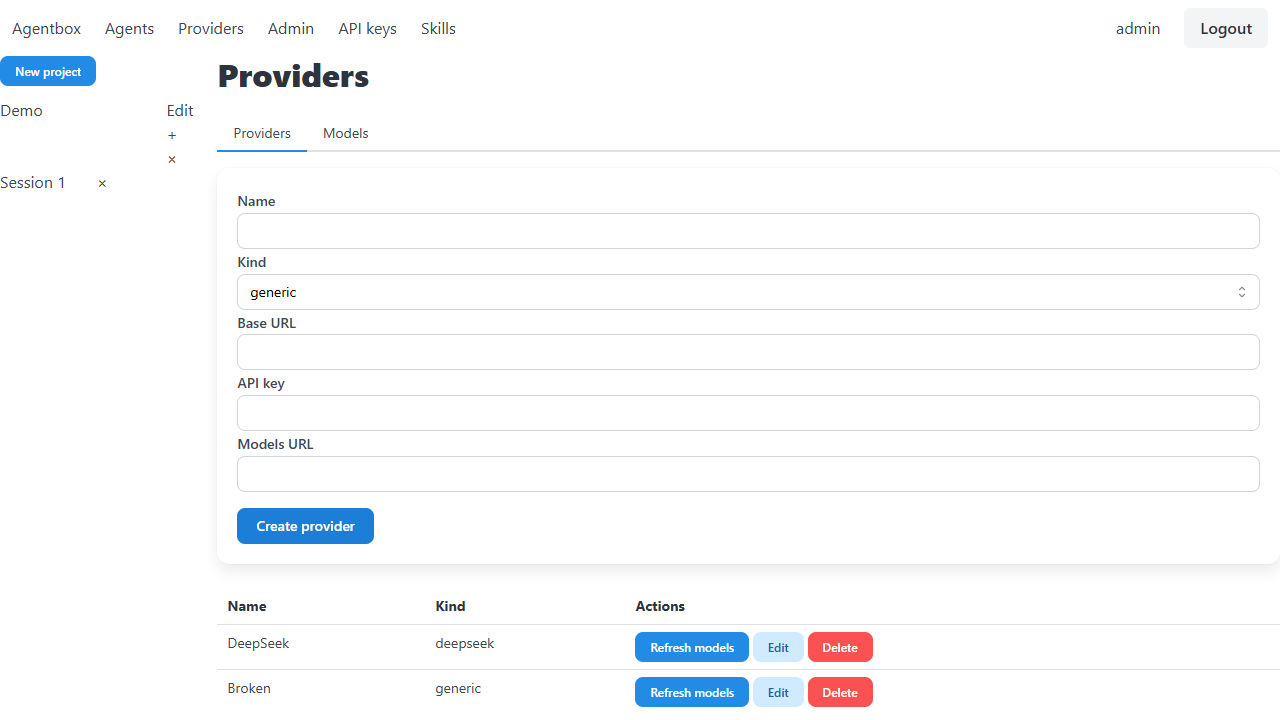 Agentbox Agents Providers Admin API keys Skills admin Logout
New project
Providers
Demo Edit
+
×
Session 1 ×
Providers Models
Name
Kind
generic
Base URL
API key
Models URL
Create provider
Name Kind Actions
DeepSeek deepseek Refresh models Edit Delete
Broken generic Refresh models Edit Delete